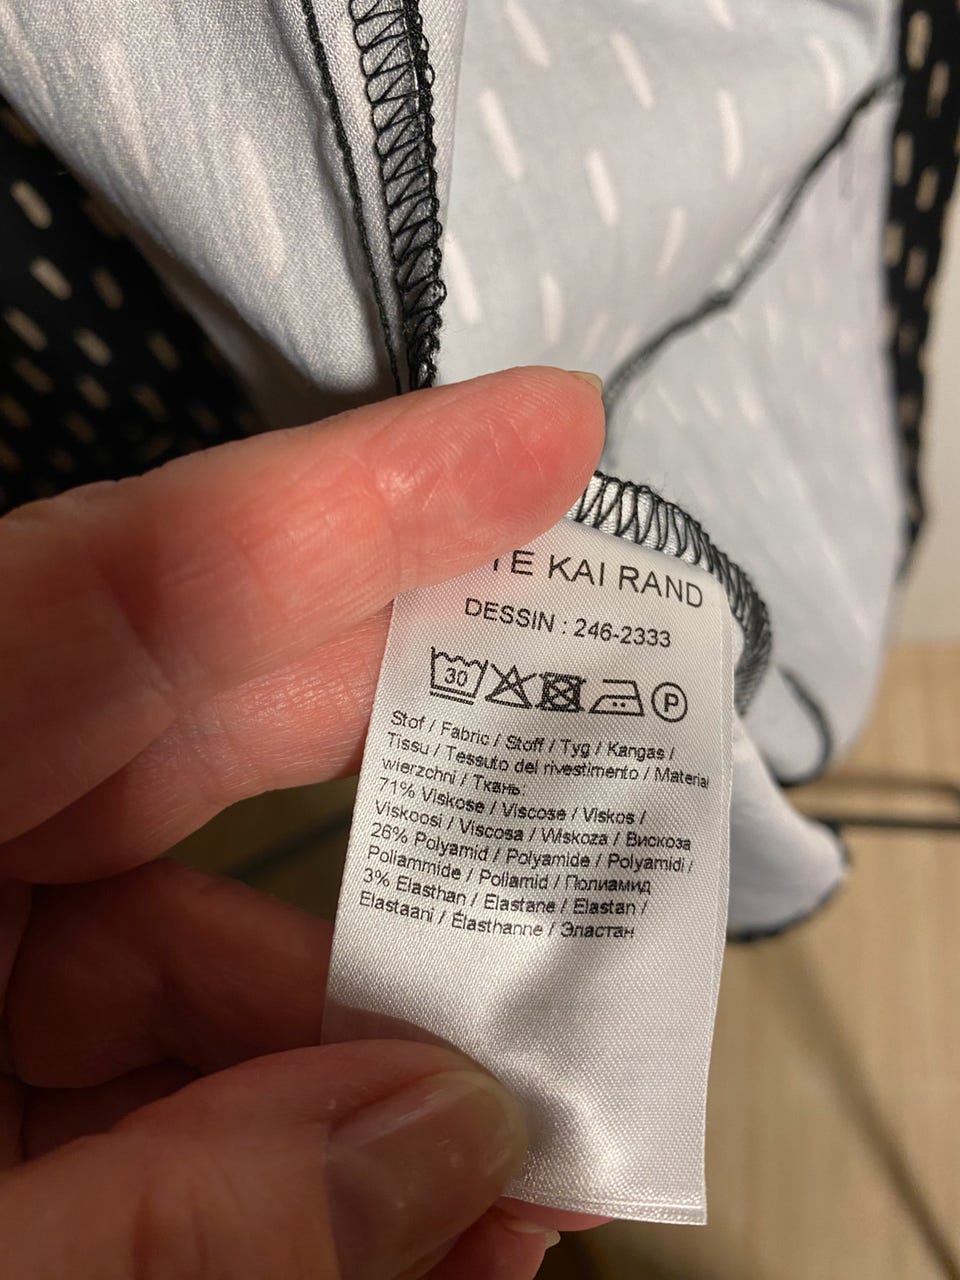 KAI RAND
DESSIN : 246-2333
30 P
Stof / Fabric / Stoff / Tyg / Kangas /
Tissu / Tessuto del rivestimento / Material
wierzchni / Ткань:
71% Viskose / Viscose / Viskos /
Viskoosi / Viscosa / Wiskoza / Вискоза
26% Polyamid / Polyamide / Polyamidi /
Poliammide / Poliamid / Полиамид
3% Elasthan / Elastane / Elastan /
Elastaani / Élasthanne / Эластан